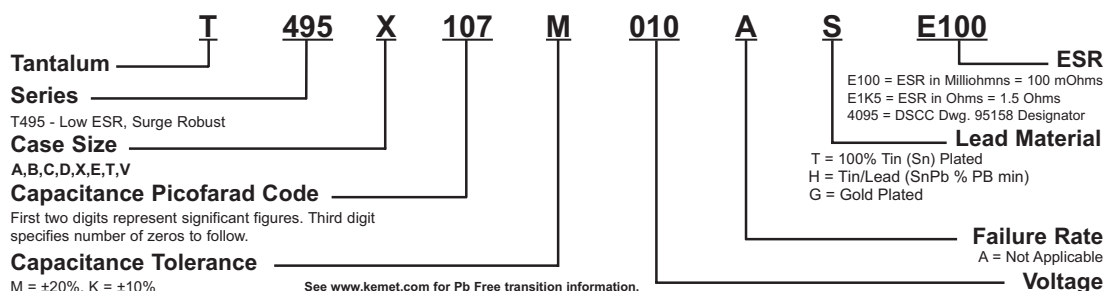 T 495 X 107 M 010 A S E100
Tantalum
Series
T495 - Low ESR, Surge Robust
Case Size
A,B,C,D,X,E,T,V
Capacitance Picofarad Code
First two digits represent significant figures. Third digit
specifies number of zeros to follow.
Capacitance Tolerance
M = ±20%, K = ±10%
See www.kemet.com for Pb Free transition information.
ESR
E100 = ESR in Milliohmns = 100 mOhms
E1K5 = ESR in Ohms = 1.5 Ohms
4095 = DSCC Dwg. 95158 Designator
Lead Material
T = 100% Tin (Sn) Plated
H = Tin/Lead (SnPb % PB min)
G = Gold Plated
Failure Rate
A = Not Applicable
Voltage